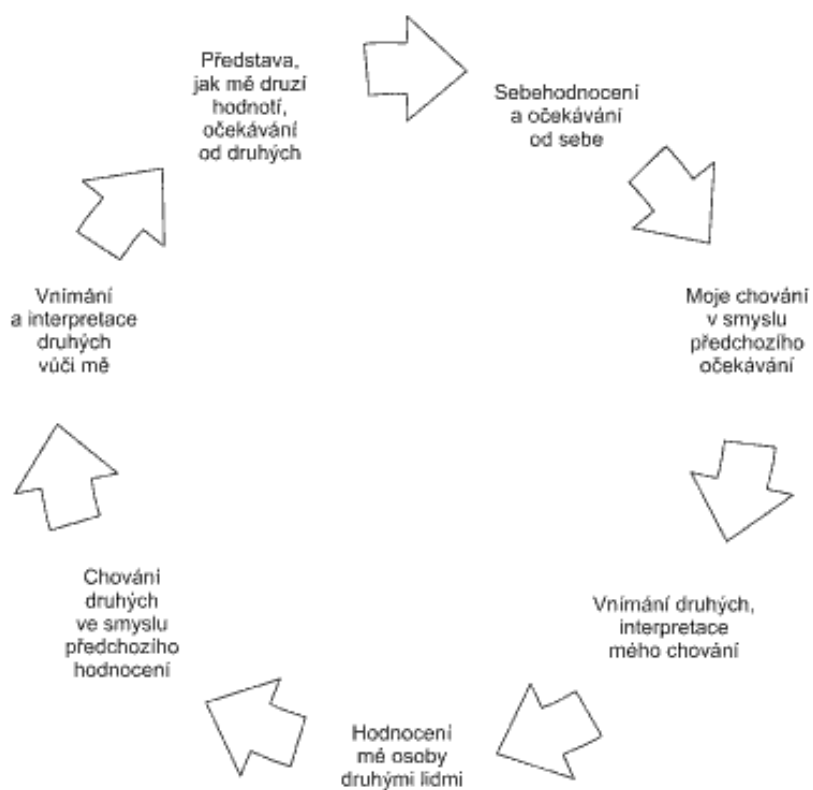 Představa,
jak mě druzí
hodnotí,
očekávání
od druhých
Sebehodnocení
a očekávání
od sebe
Moje chování
v smyslu
předchozího
očekávání
Vnímání druhých,
interpretace
mého chování
Hodnocení
mé osoby
druhými lidmi
Chování
druhých
ve smyslu
předchozího
hodnocení
Vnímání
a interpretace
druhých
vůči mě